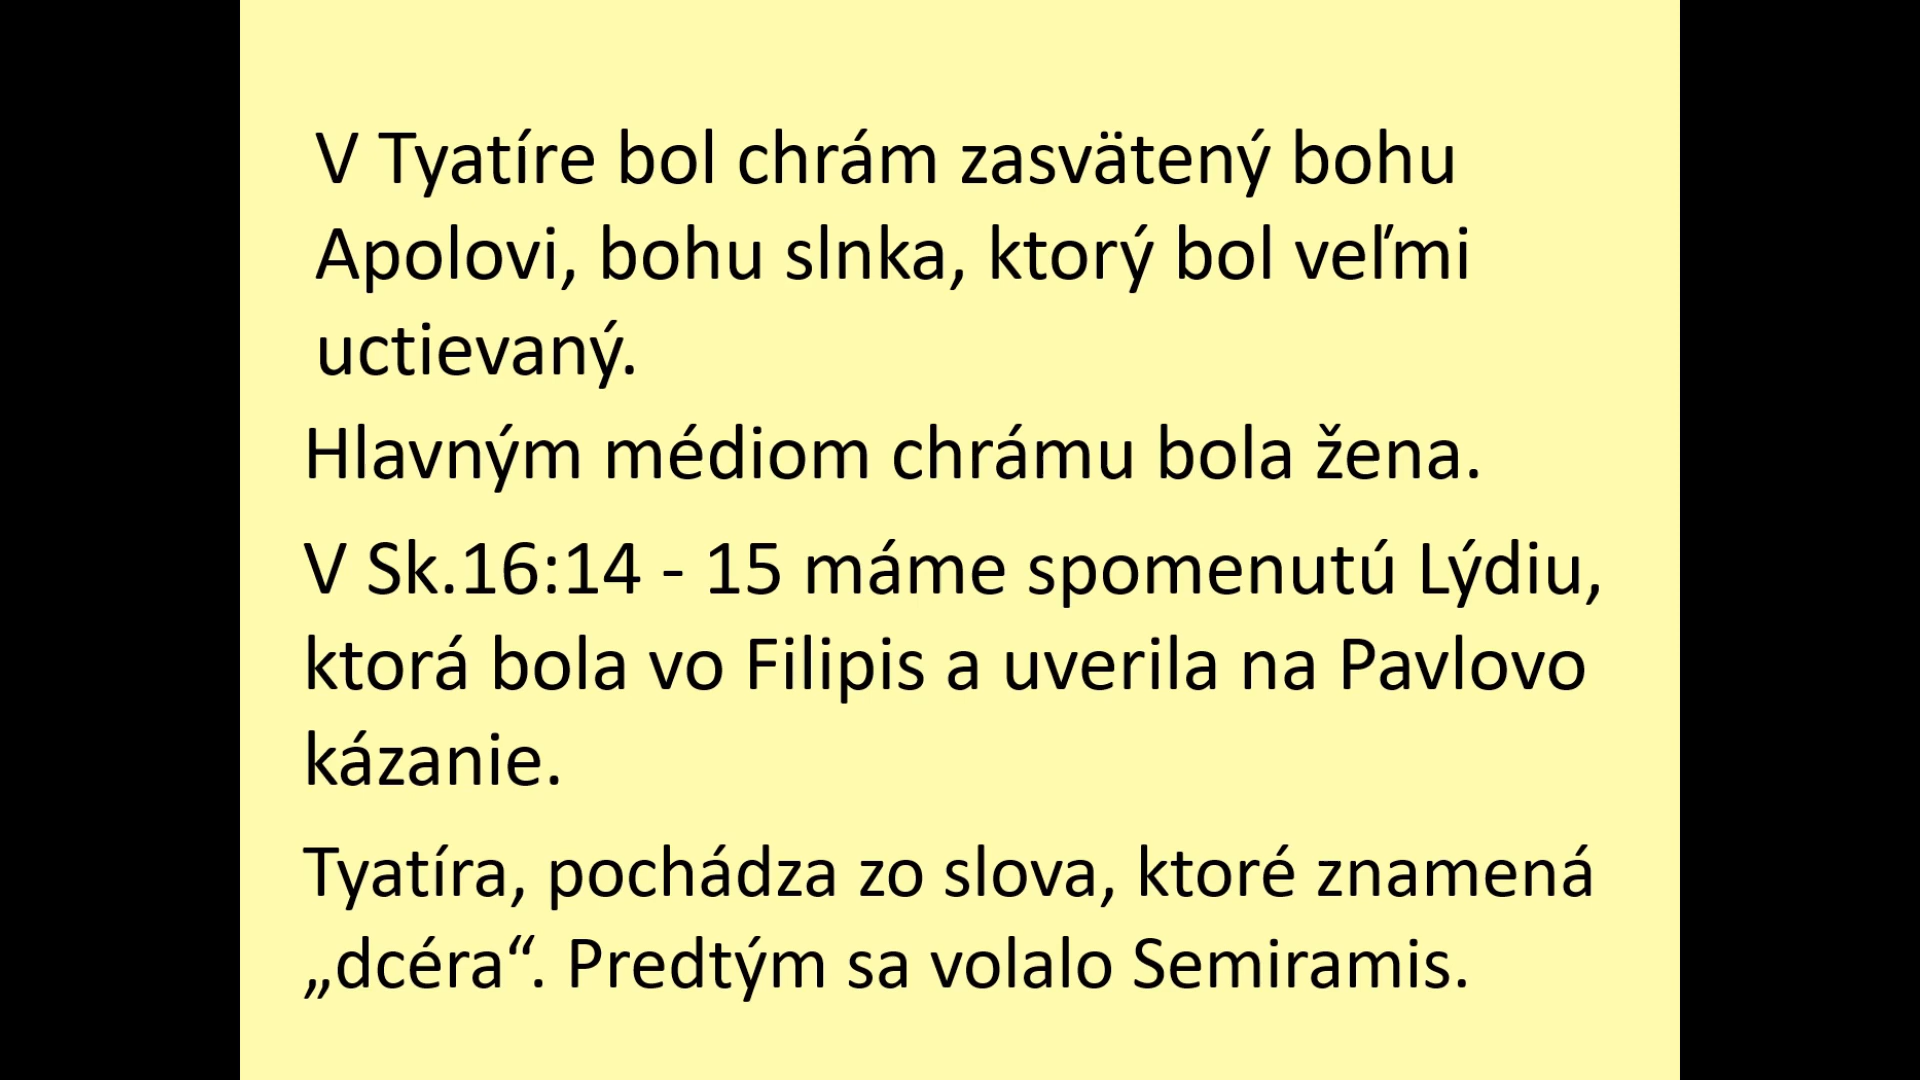 V Tyatíre bol chrám zasvätený bohu
Apolovi, bohu slnka, ktorý bol veľmi
uctievaný.
Hlavným médiom chrámu bola žena.
V Sk.16:14 - 15 máme spomenutú Lýdiu,
ktorá bola vo Filipis a uverila na Pavlovo
kázanie.
Tyatíra, pochádza zo slova, ktoré znamená
„dcéra“. Predtým sa volalo Semiramis.